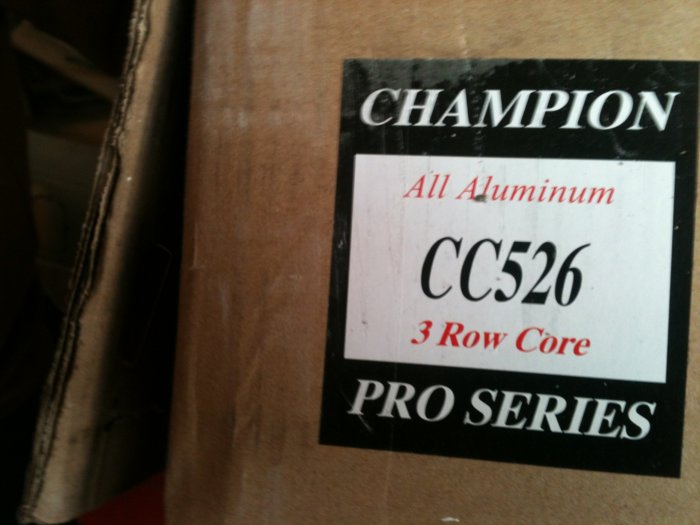 CHAMPION
All Aluminum
CC526
3 Row Core
PRO SERIES